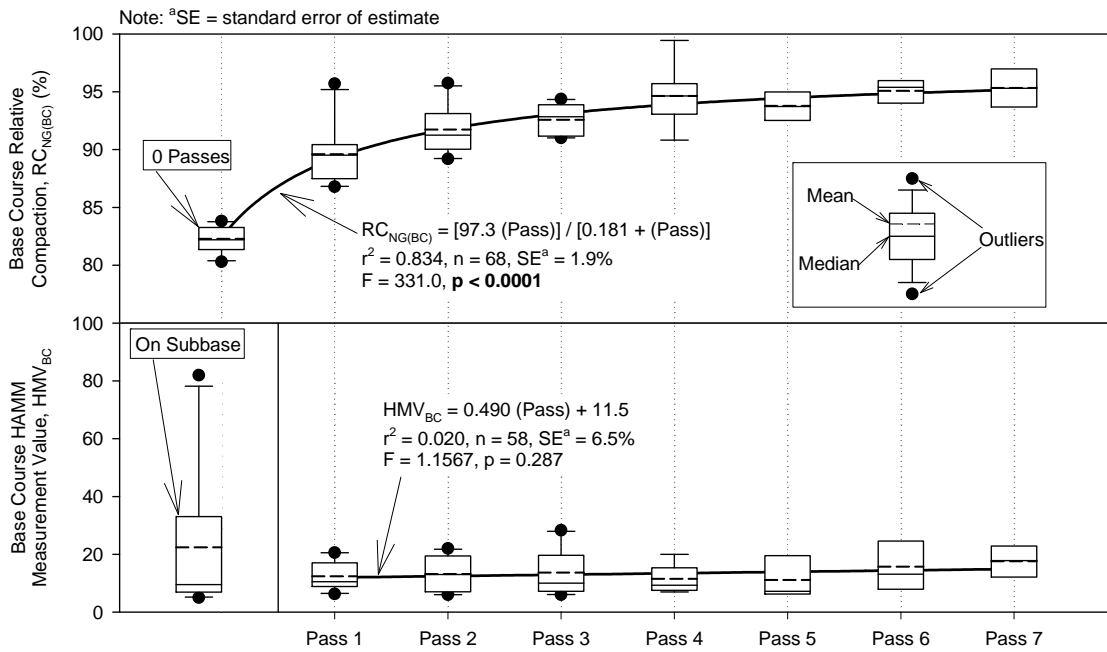 Note: ᵃSE = standard error of estimate
Base Course Relative
Compaction, RC_NG(BC) (%)
100
95
90
85
80
0 Passes
RC_NG(BC) = [97.3 (Pass)] / [0.181 + (Pass)]
r² = 0.834, n = 68, SEᵃ = 1.9%
F = 331.0, p < 0.0001
Mean
Median
Outliers
Base Course HAMM
Measurement Value, HMV_BC
100
80
60
40
20
0
On Subbase
HMV_BC = 0.490 (Pass) + 11.5
r² = 0.020, n = 58, SEᵃ = 6.5%
F = 1.1567, p = 0.287
Pass 1 Pass 2 Pass 3 Pass 4 Pass 5 Pass 6 Pass 7